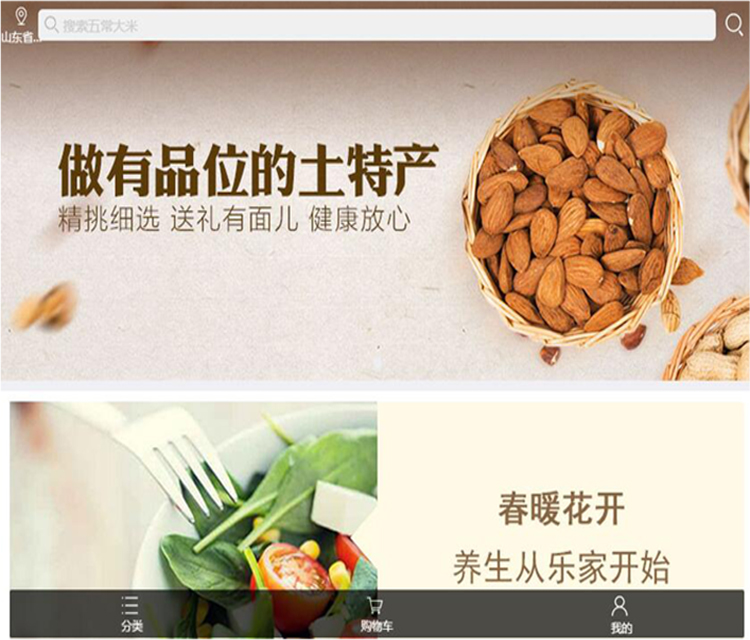 搜索五常大米
山东省...
做有品位的土特产
精挑细选 送礼有面儿 健康放心
春暖花开
养生从乐家开始
分类
购物车
我的